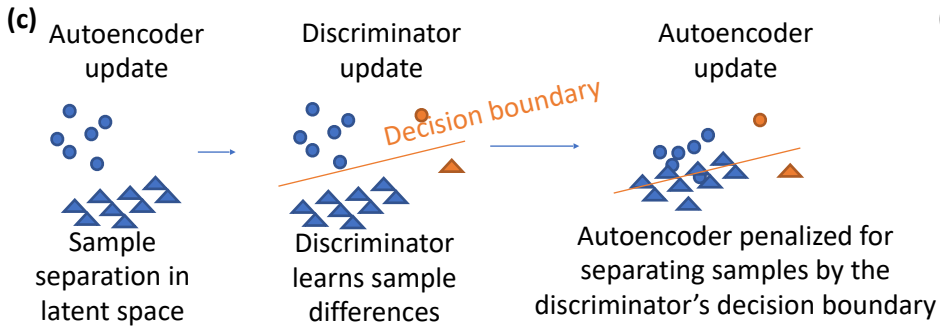 (c)
Autoencoder
update
Discriminator
update
Autoencoder
update
Decision boundary
Sample
separation in
latent space
Discriminator
learns sample
differences
Autoencoder penalized for
separating samples by the
discriminator's decision boundary